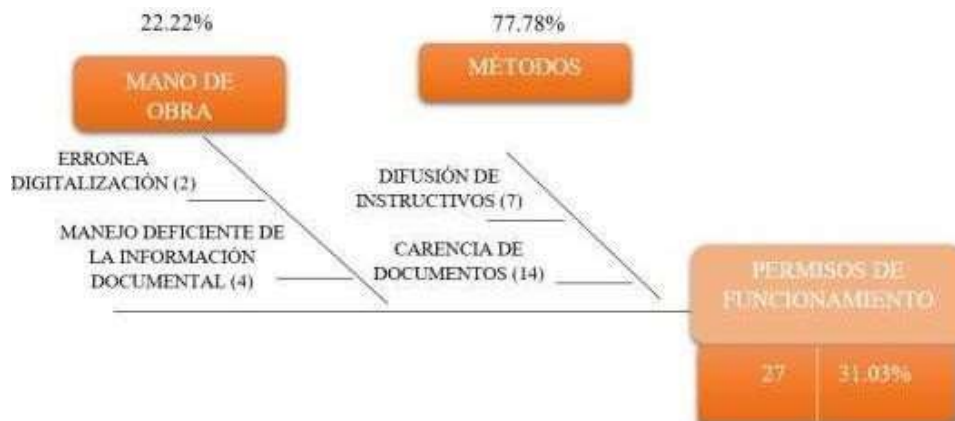 22.22%
77.78%
MANO DE
OBRA
MÉTODOS
ERRONEA
DIGITALIZACIÓN (2)
MANEJO DEFICIENTE DE
LA INFORMACIÓN
DOCUMENTAL (4)
DIFUSIÓN DE
INSTRUCTIVOS (7)
CARENCIA DE
DOCUMENTOS (14)
PERMISOS DE
FUNCIONAMIENTO
27 31.03%